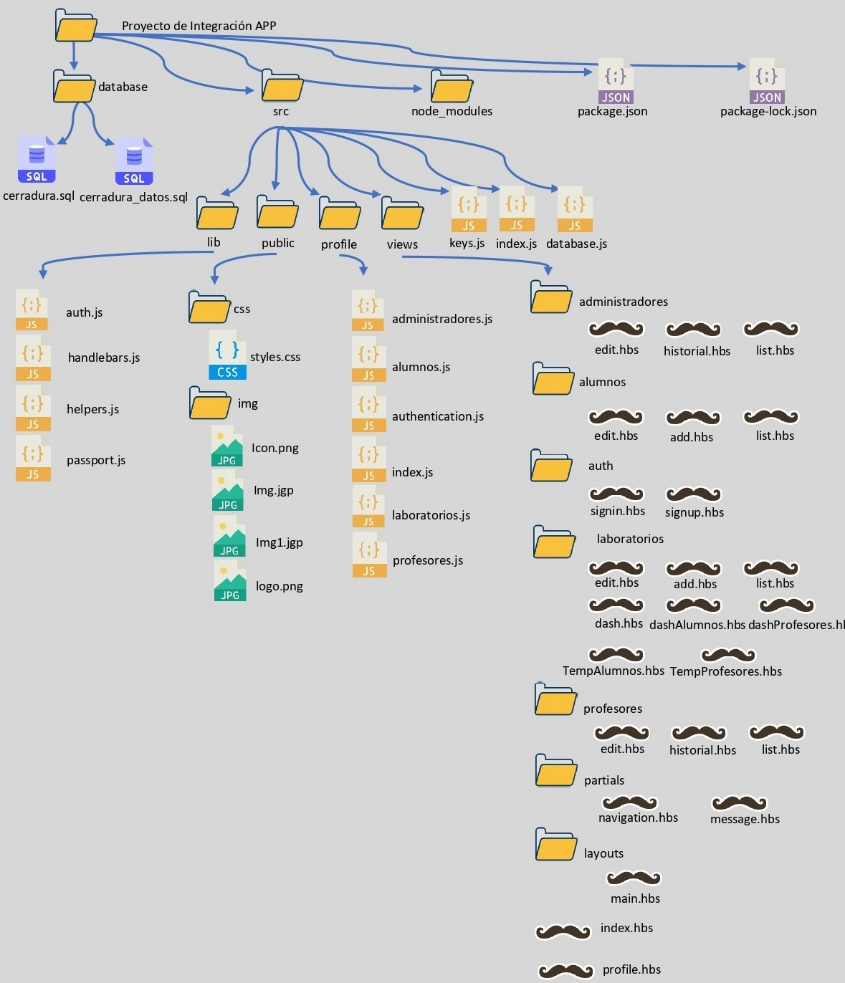 Proyecto de Integración APP
database
src
node_modules
JSON
package.json
JSON
package-lock.json
SQL
cerradura.sql
SQL
cerradura_datos.sql
lib
public
profile
views
JS
keys.js
JS
index.js
JS
database.js
JS
auth.js
JS
handlebars.js
JS
helpers.js
JS
passport.js
css
CSS
styles.css
img
JPG
Icon.png
JPG
Img.jgp
JPG
Img1.jgp
JPG
logo.png
JS
administradores.js
JS
alumnos.js
JS
authentication.js
JS
index.js
JS
laboratorios.js
JS
profesores.js
administradores
edit.hbs historial.hbs list.hbs
alumnos
edit.hbs add.hbs list.hbs
auth
signin.hbs signup.hbs
laboratorios
edit.hbs add.hbs list.hbs
dash.hbs dashAlumnos.hbs dashProfesores.h
TempAlumnos.hbs TempProfesores.hbs
profesores
edit.hbs historial.hbs list.hbs
partials
navigation.hbs message.hbs
layouts
main.hbs
index.hbs
profile.hbs